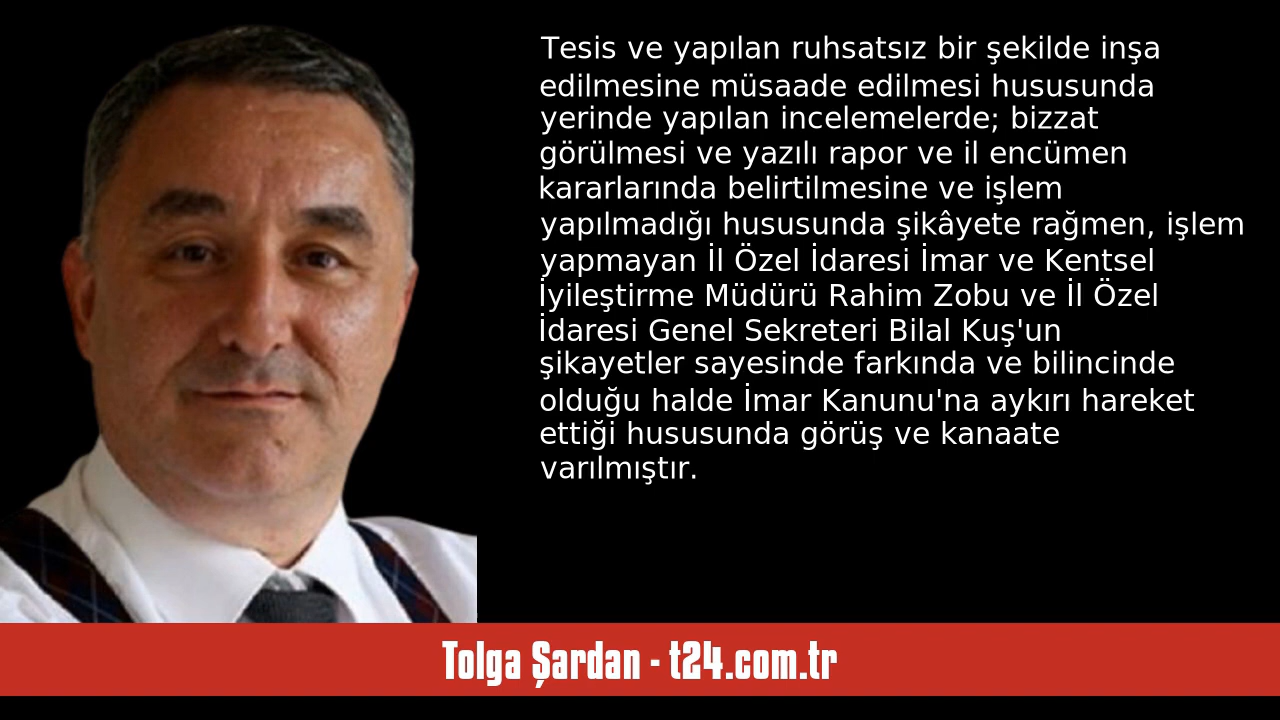 Tesis ve yapılan ruhsatsız bir şekilde inşa
edilmesine müsaade edilmesi hususunda
yerinde yapılan incelemelerde; bizzat
görülmesi ve yazılı rapor ve il encümen
kararlarında belirtilmesine ve işlem
yapılmadığı hususunda şikâyete rağmen, işlem
yapmayan İl Özel İdaresi İmar ve Kentsel
İyileştirme Müdürü Rahim Zobu ve İl Özel
İdaresi Genel Sekreteri Bilal Kuş'un
şikayetler sayesinde farkında ve bilincinde
olduğu halde İmar Kanunu'na aykırı hareket
ettiği hususunda görüş ve kanaate
varılmıştır.
Tolga Şardan - t24.com.tr